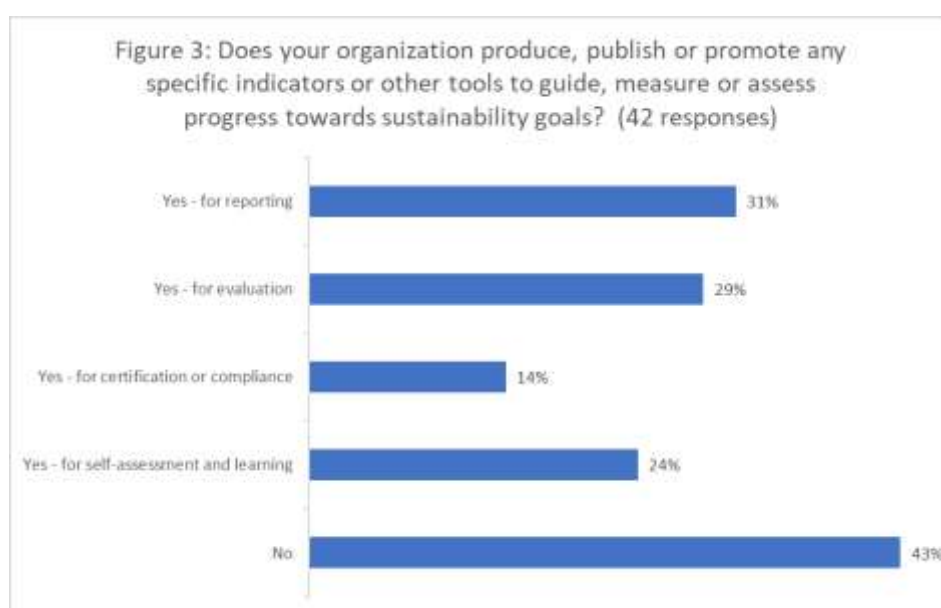 Figure 3: Does your organization produce, publish or promote any
specific indicators or other tools to guide, measure or assess
progress towards sustainability goals? (42 responses)
Yes - for reporting
31%
Yes - for evaluation
29%
Yes - for certification or compliance
14%
Yes - for self-assessment and learning
24%
No
43%